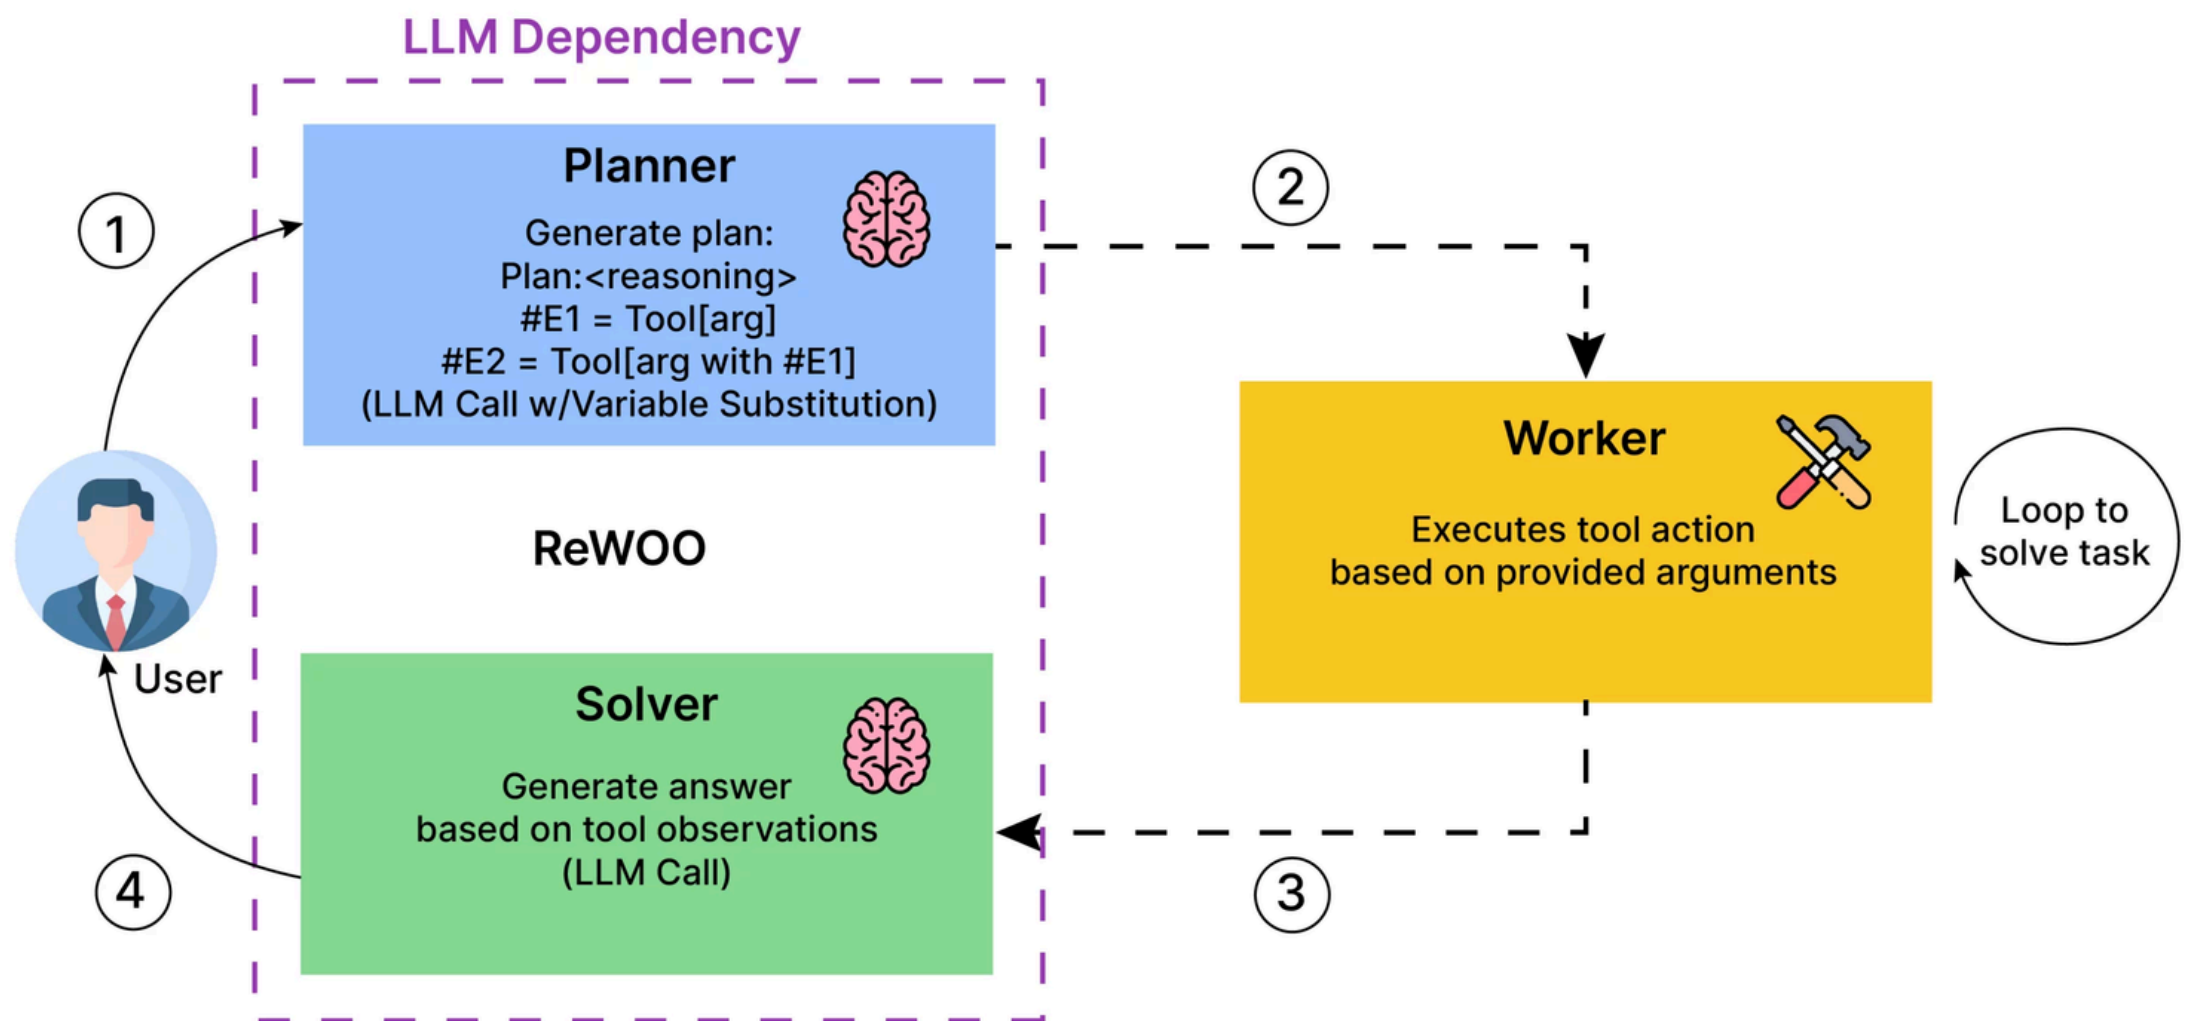 LLM Dependency
1
Planner
Generate plan:
Plan:<reasoning>
#E1 = Tool[arg]
#E2 = Tool[arg with #E1]
(LLM Call w/Variable Substitution)
2
Worker
Executes tool action
based on provided arguments
Loop to
solve task
ReWOO
User
Solver
Generate answer
based on tool observations
(LLM Call)
3
4